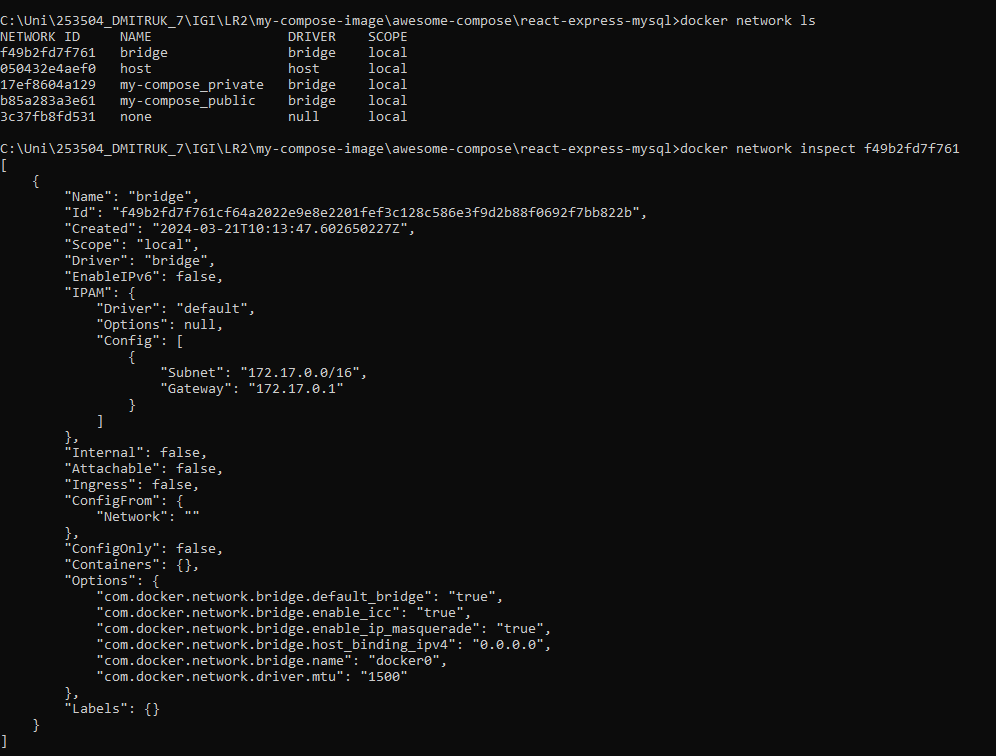 C:\Uni\253504_DMITRUK_7\IGI\LR2\my-compose-image\awesome-compose\react-express-mysql>docker network ls
NETWORK ID     NAME                 DRIVER    SCOPE
f49b2fd7f761   bridge               bridge    local
050432e4aef0   host                 host      local
17ef8604a129   my-compose_private   bridge    local
b85a283a3e61   my-compose_public    bridge    local
3c37fb8fd531   none                 null      local
C:\Uni\253504_DMITRUK_7\IGI\LR2\my-compose-image\awesome-compose\react-express-mysql>docker network inspect f49b2fd7f761
[
    {
        "Name": "bridge",
        "Id": "f49b2fd7f761cf64a2022e9e8e2201fef3c128c586e3f9d2b88f0692f7bb822b",
        "Created": "2024-03-21T10:13:47.602650227Z",
        "Scope": "local",
        "Driver": "bridge",
        "EnableIPv6": false,
        "IPAM": {
            "Driver": "default",
            "Options": null,
            "Config": [
                {
                    "Subnet": "172.17.0.0/16",
                    "Gateway": "172.17.0.1"
                }
            ]
        },
        "Internal": false,
        "Attachable": false,
        "Ingress": false,
        "ConfigFrom": {
            "Network": ""
        },
        "ConfigOnly": false,
        "Containers": {},
        "Options": {
            "com.docker.network.bridge.default_bridge": "true",
            "com.docker.network.bridge.enable_icc": "true",
            "com.docker.network.bridge.enable_ip_masquerade": "true",
            "com.docker.network.bridge.host_binding_ipv4": "0.0.0.0",
            "com.docker.network.bridge.name": "docker0",
            "com.docker.network.driver.mtu": "1500"
        },
        "Labels": {}
    }
]